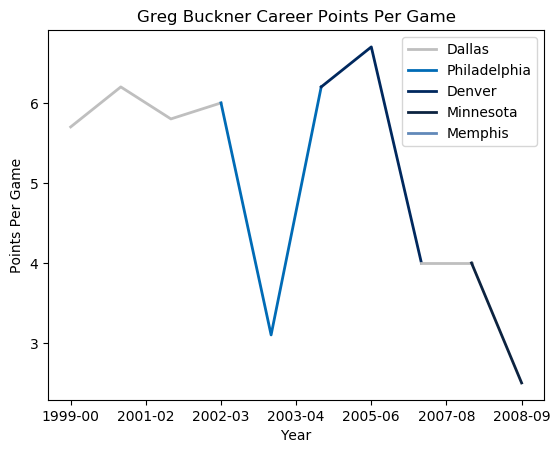 Greg Buckner Career Points Per Game
Dallas
Philadelphia
Denver
Minnesota
Memphis
6
5
4
3
Points Per Game
1999-00 2001-02 2002-03 2003-04 2005-06 2007-08 2008-09
Year